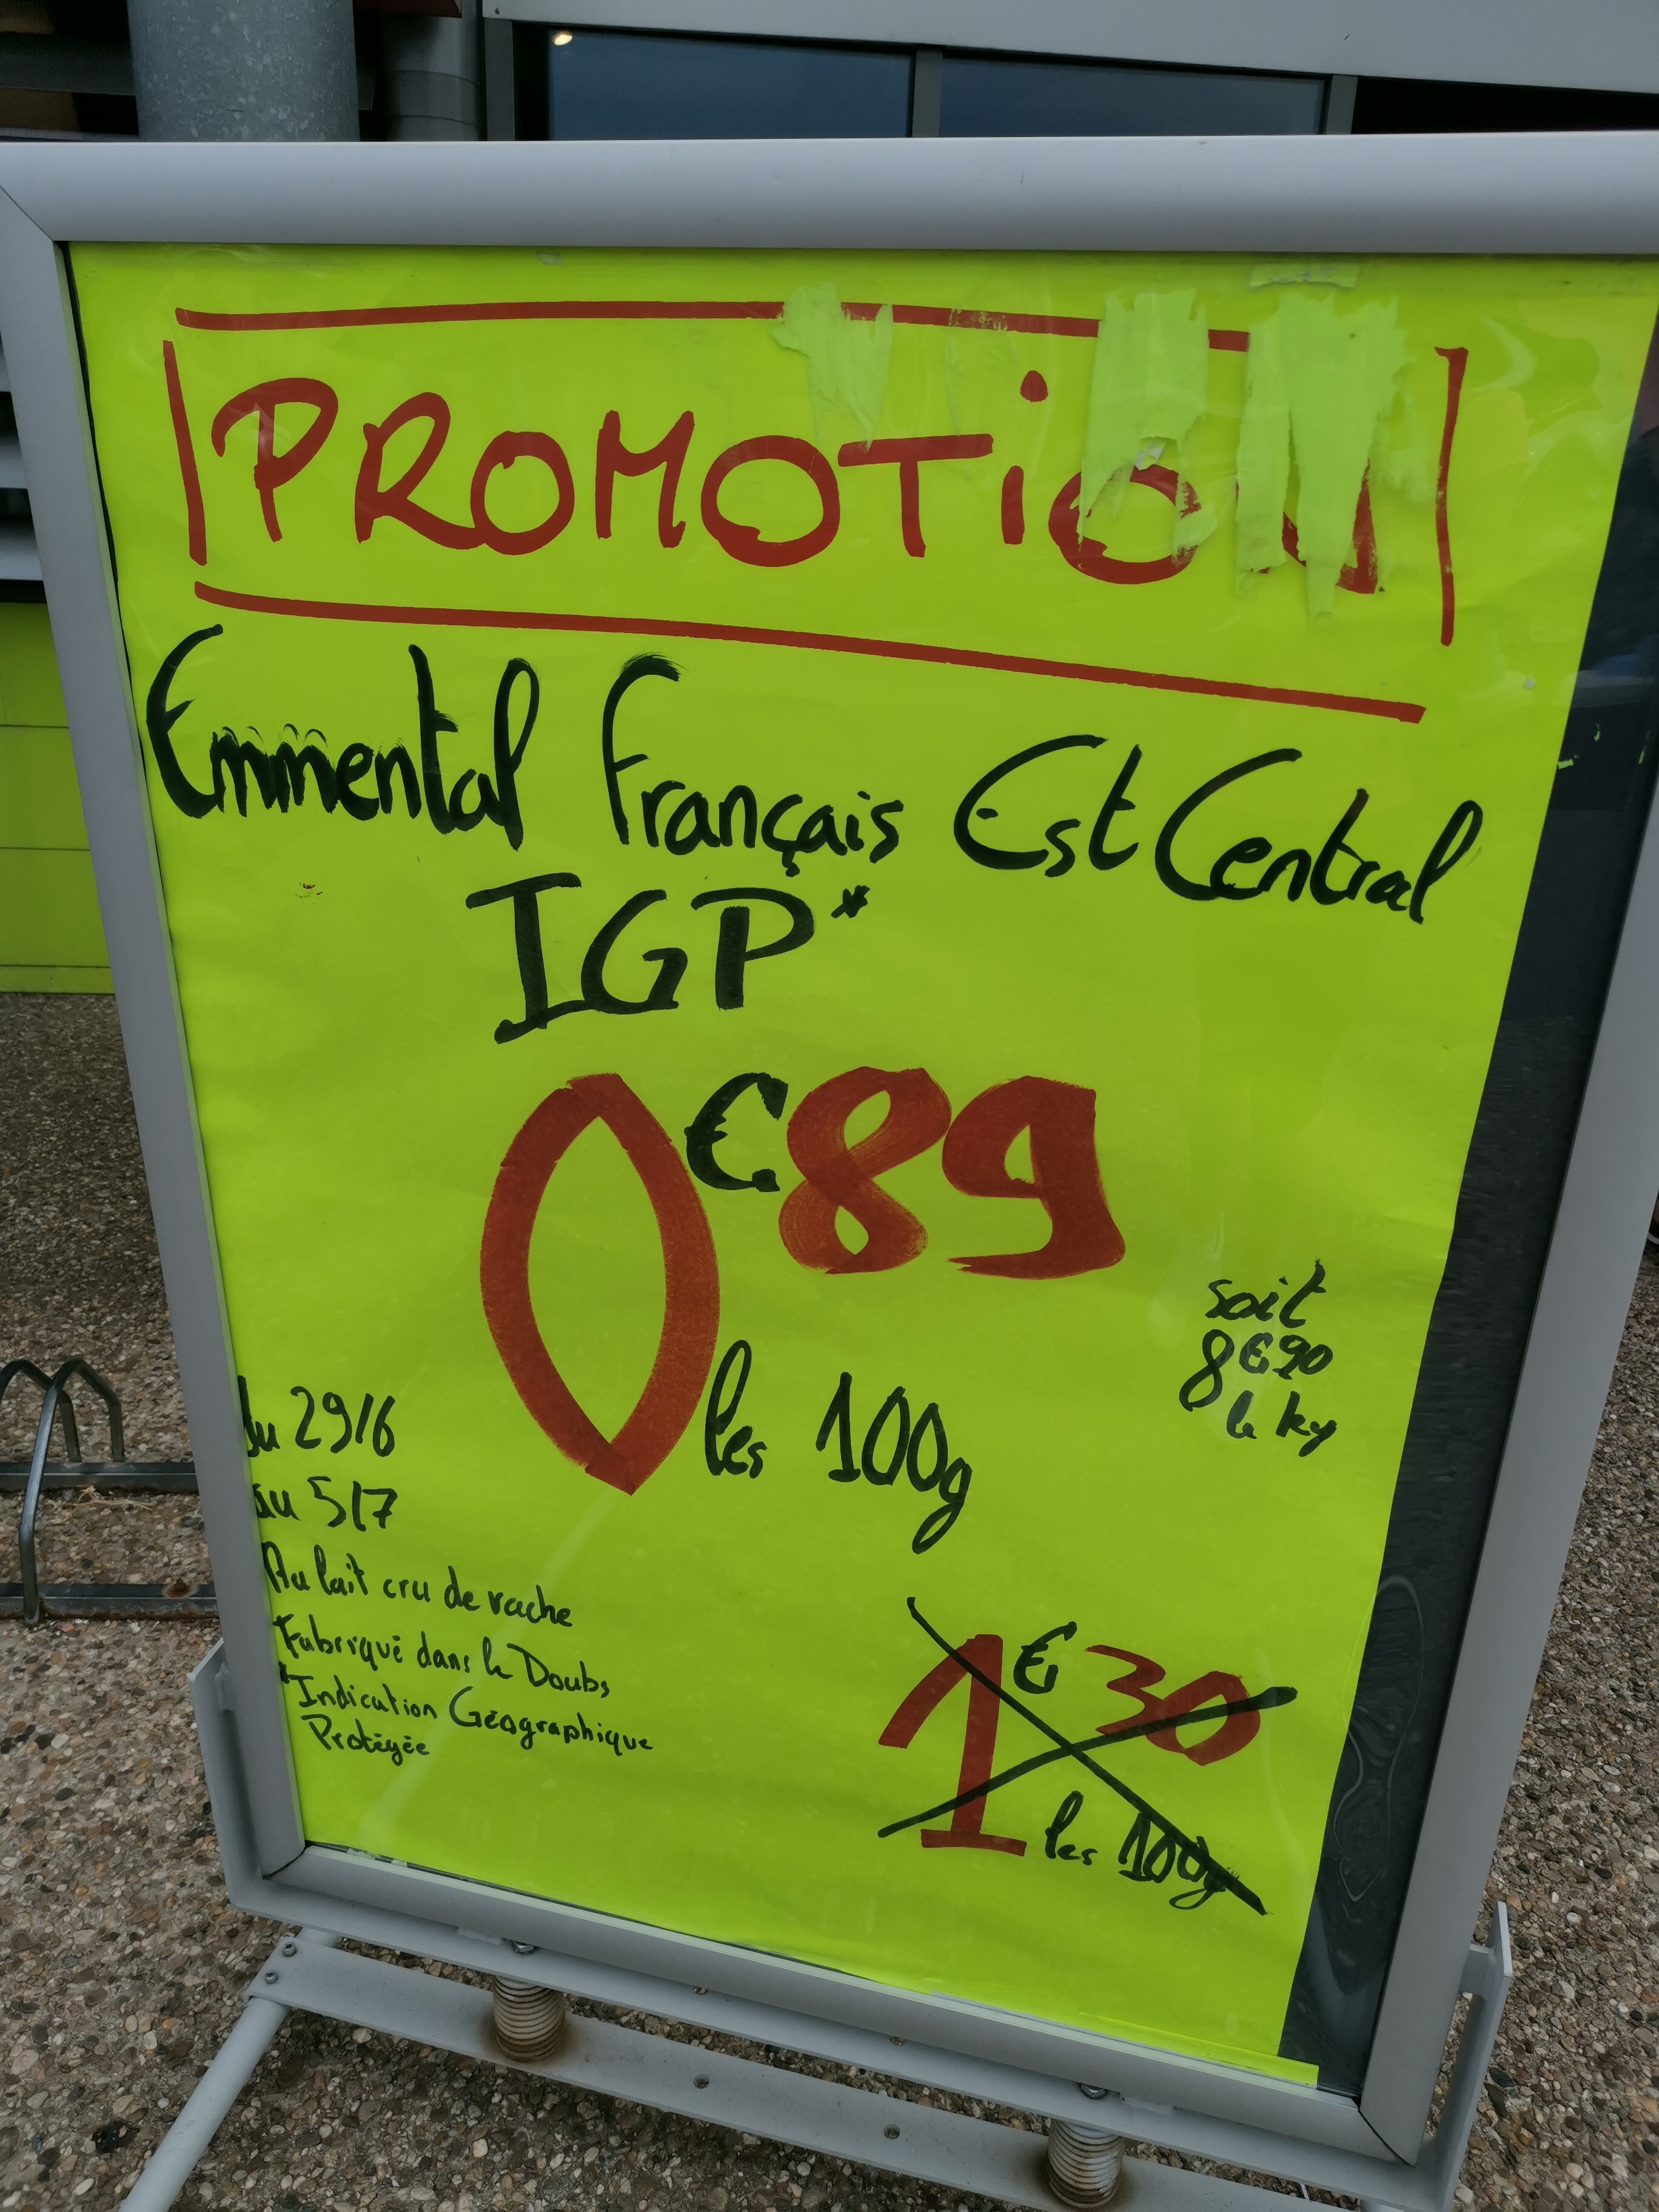 PROMOTiON
Emmental Français Est Central
IGP*
0€89
les 100g
soit
8€90
le kg
du 29/6
au 5/7
Au lait cru de vache
Fabriqué dans le Doubs
*Indication Géographique
Protégée
1€30
les 100g